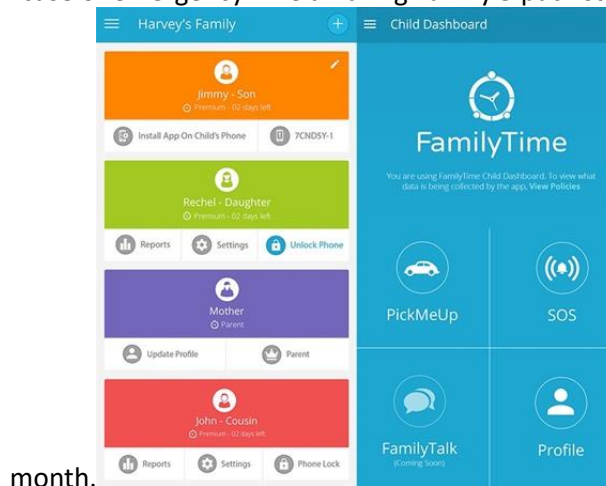 Harvey's Family
Jimmy - Son
Premium - 02 days left
Install App On Child's Phone
7CNDSY-1
Rechel - Daughter
Premium - 02 days left
Reports
Settings
Unlock Phone
Mother
Parent
Update Profile
Parent
John - Cousin
Premium - 02 days left
Reports
Settings
Phone Lock
Child Dashboard
FamilyTime
You are using FamilyTime Child Dashboard. To view what
data is being collected by the app, View Policies
PickMeUp
SOS
FamilyTalk
(Coming Soon)
Profile
month.